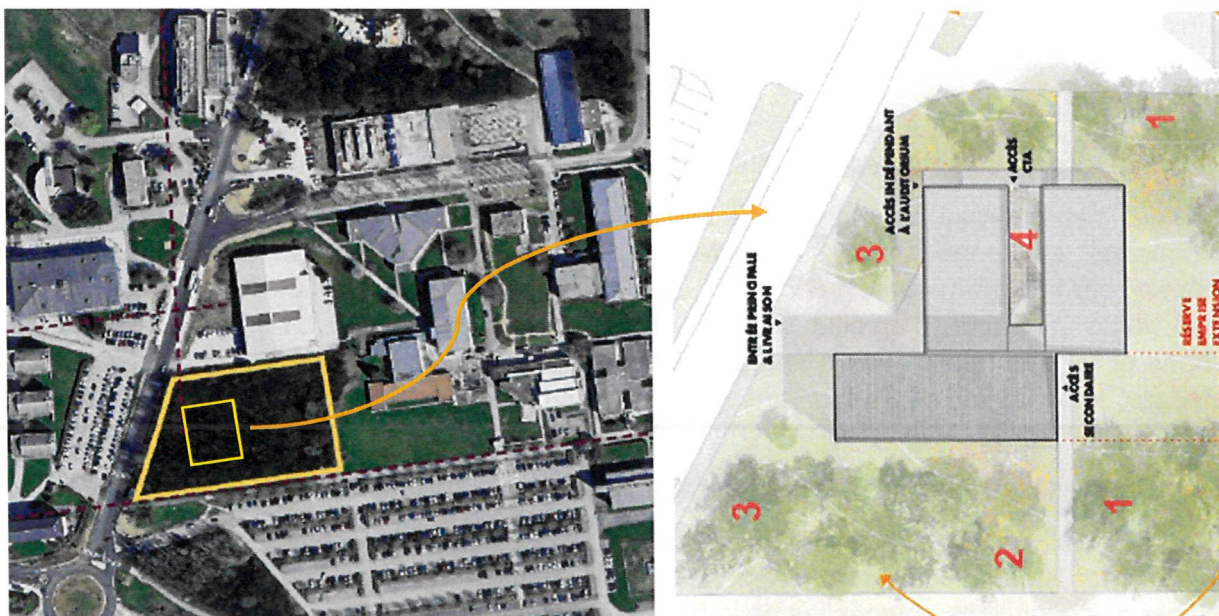 ENTRÉE PRINCIPALE
& LIVRAISON
ACCÈS INDÉPENDANT
À L'AUDITORIUM
ACCÈS
CTA
1
3
4
RÉSERVE
EMPRISE
EXTENSION
ACCÈS
SECONDAIRE
3
2
1